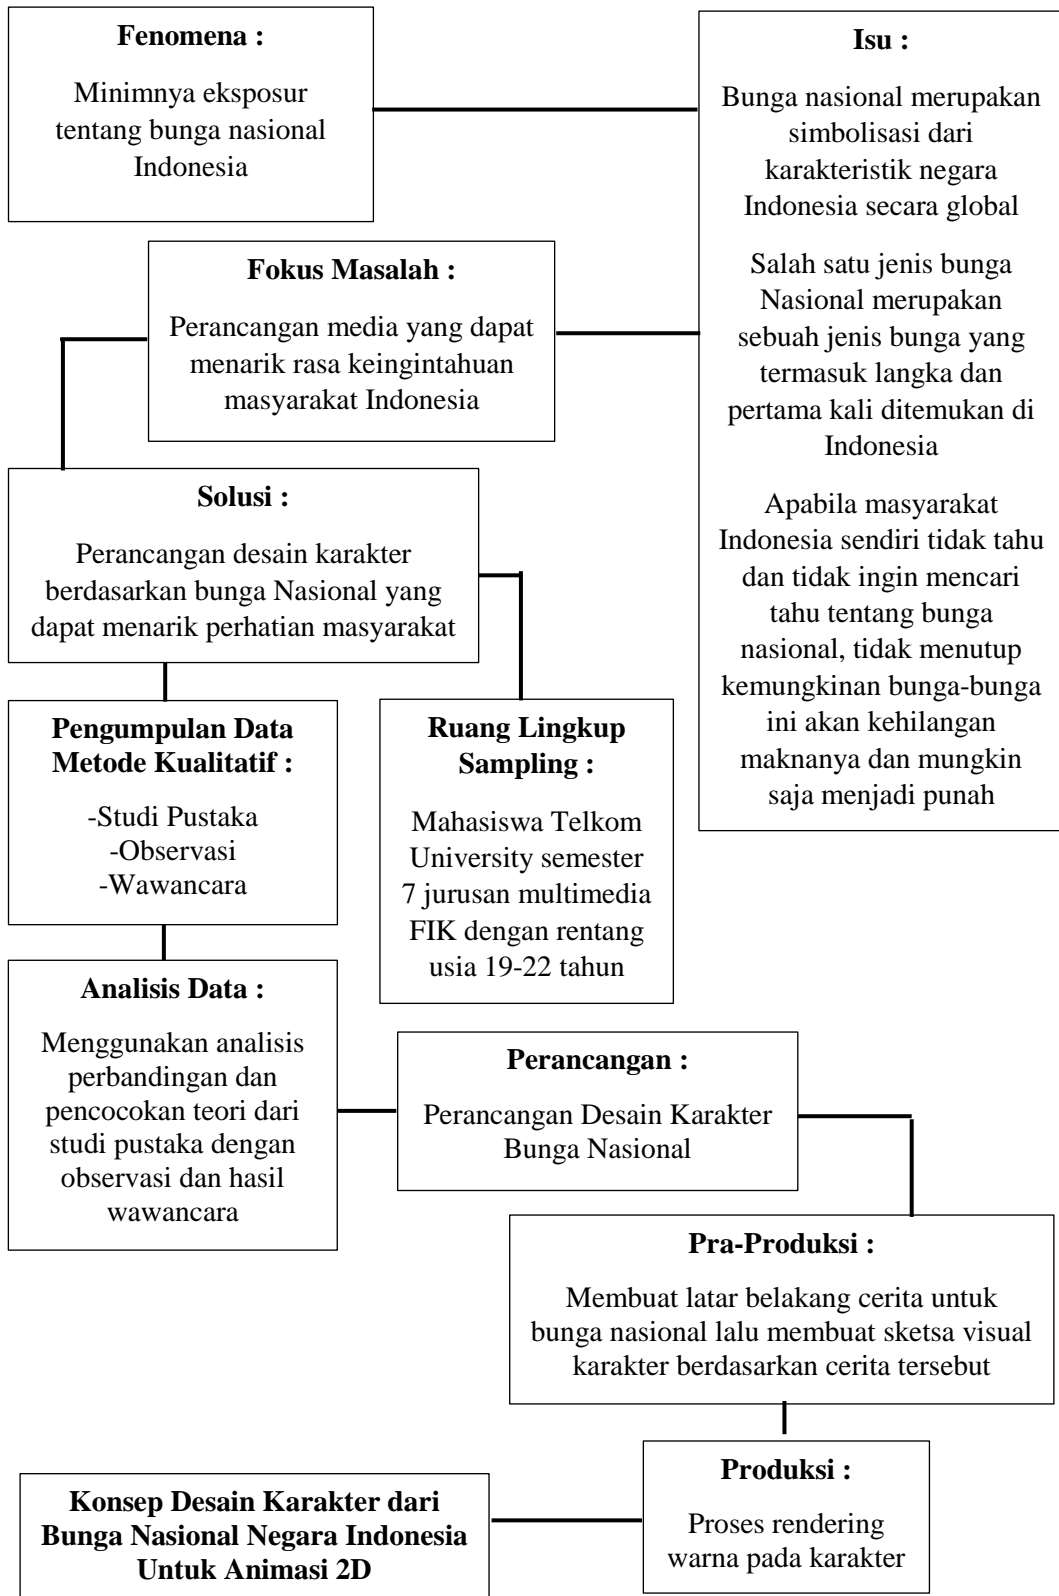 Fenomena :
Minimnya eksposur
tentang bunga nasional
Indonesia
Isu :
Bunga nasional merupakan
simbolisasi dari
karakteristik negara
Indonesia secara global
Salah satu jenis bunga
Nasional merupakan
sebuah jenis bunga yang
termasuk langka dan
pertama kali ditemukan di
Indonesia
Apabila masyarakat
Indonesia sendiri tidak tahu
dan tidak ingin mencari
tahu tentang bunga
nasional, tidak menutup
kemungkinan bunga-bunga
ini akan kehilangan
maknanya dan mungkin
saja menjadi punah
Fokus Masalah :
Perancangan media yang dapat
menarik rasa keingintahuan
masyarakat Indonesia
Solusi :
Perancangan desain karakter
berdasarkan bunga Nasional yang
dapat menarik perhatian masyarakat
Pengumpulan Data
Metode Kualitatif :
-Studi Pustaka
-Observasi
-Wawancara
Ruang Lingkup
Sampling :
Mahasiswa Telkom
University semester
7 jurusan multimedia
FIK dengan rentang
usia 19-22 tahun
Analisis Data :
Menggunakan analisis
perbandingan dan
pencocokan teori dari
studi pustaka dengan
observasi dan hasil
wawancara
Perancangan :
Perancangan Desain Karakter
Bunga Nasional
Pra-Produksi :
Membuat latar belakang cerita untuk
bunga nasional lalu membuat sketsa visual
karakter berdasarkan cerita tersebut
Produksi :
Proses rendering
warna pada karakter
Konsep Desain Karakter dari
Bunga Nasional Negara Indonesia
Untuk Animasi 2D